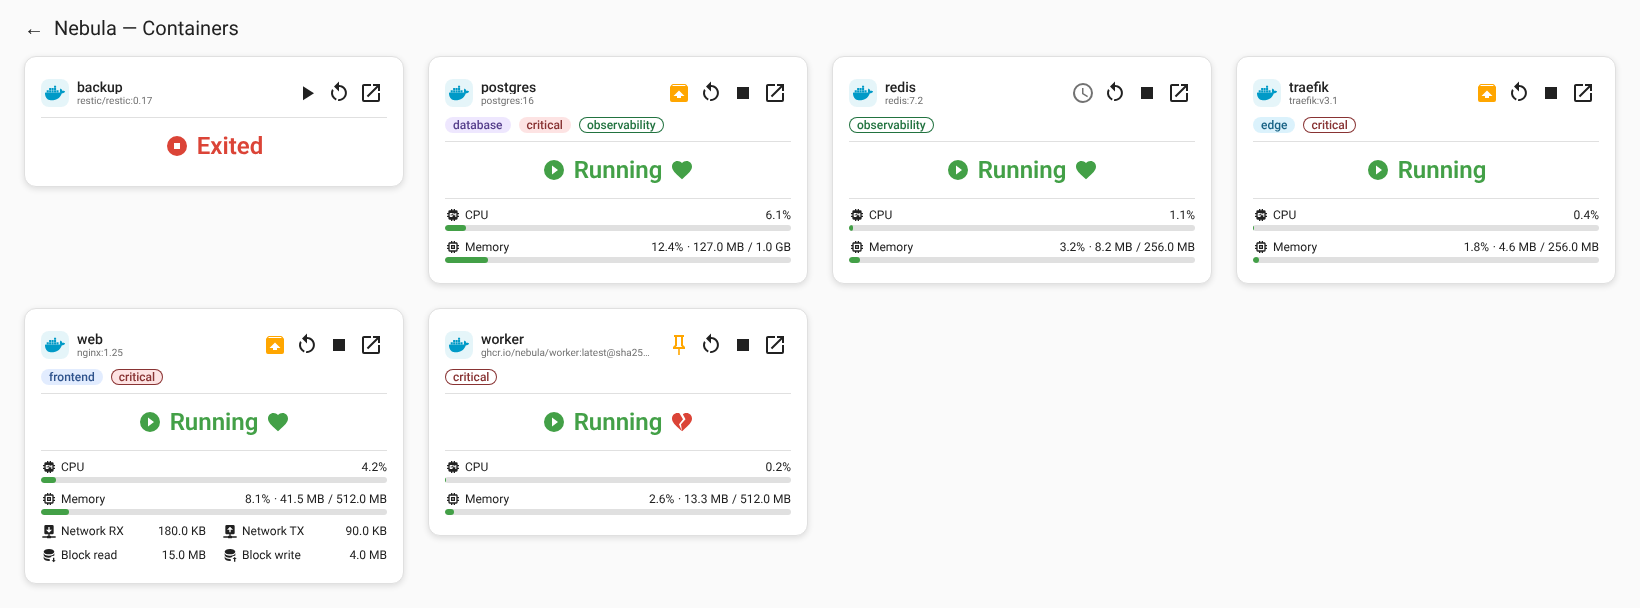 ← Nebula — Containers
backup
restic/restic:0.17
Exited
postgres
postgres:16
database critical observability
Running
CPU 6.1%
Memory 12.4% · 127.0 MB / 1.0 GB
redis
redis:7.2
observability
Running
CPU 1.1%
Memory 3.2% · 8.2 MB / 256.0 MB
traefik
traefik:v3.1
edge critical
Running
CPU 0.4%
Memory 1.8% · 4.6 MB / 256.0 MB
web
nginx:1.25
frontend critical
Running
CPU 4.2%
Memory 8.1% · 41.5 MB / 512.0 MB
Network RX 180.0 KB Network TX 90.0 KB
Block read 15.0 MB Block write 4.0 MB
worker
ghcr.io/nebula/worker:latest@sha25...
critical
Running
CPU 0.2%
Memory 2.6% · 13.3 MB / 512.0 MB